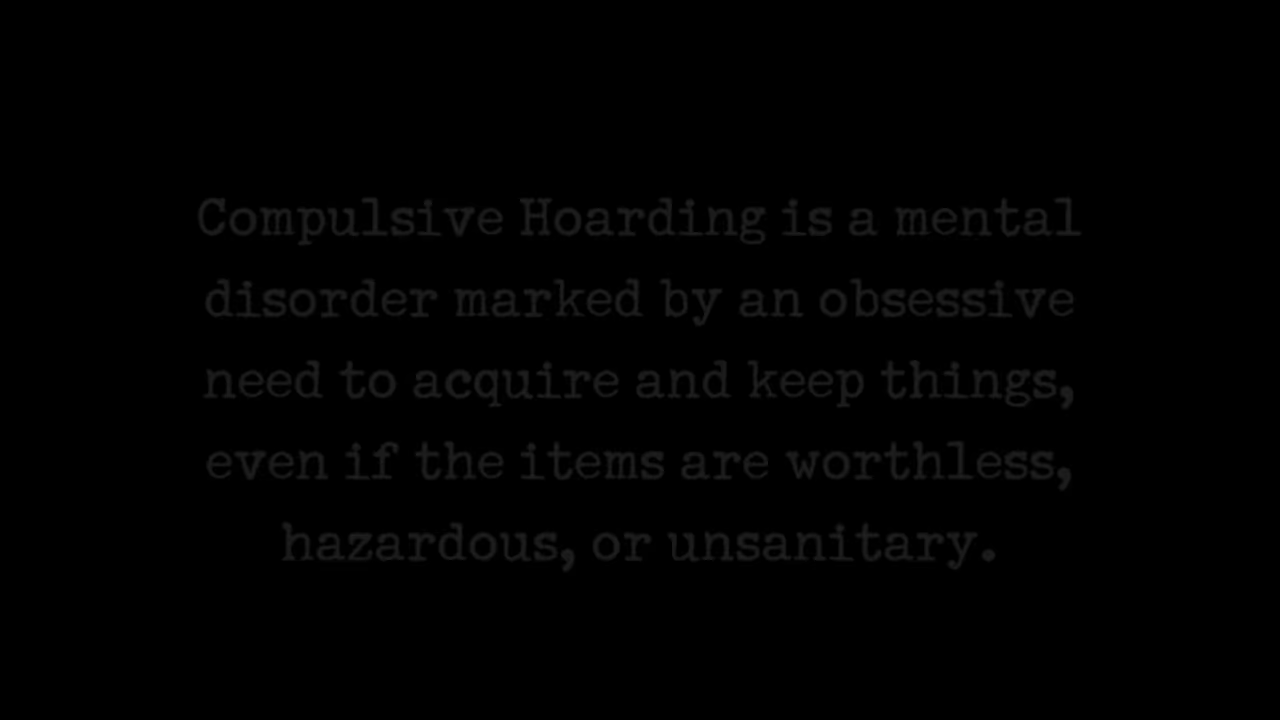 Compulsive Hoarding is a mental
disorder marked by an obsessive
need to acquire and keep things,
even if the items are worthless,
hazardous, or unsanitary.